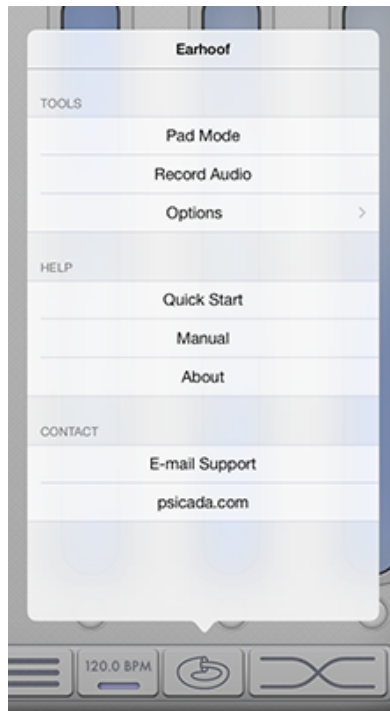 Earhoof
TOOLS
Pad Mode
Record Audio
Options
HELP
Quick Start
Manual
About
CONTACT
E-mail Support
psicada.com
120.0 BPM